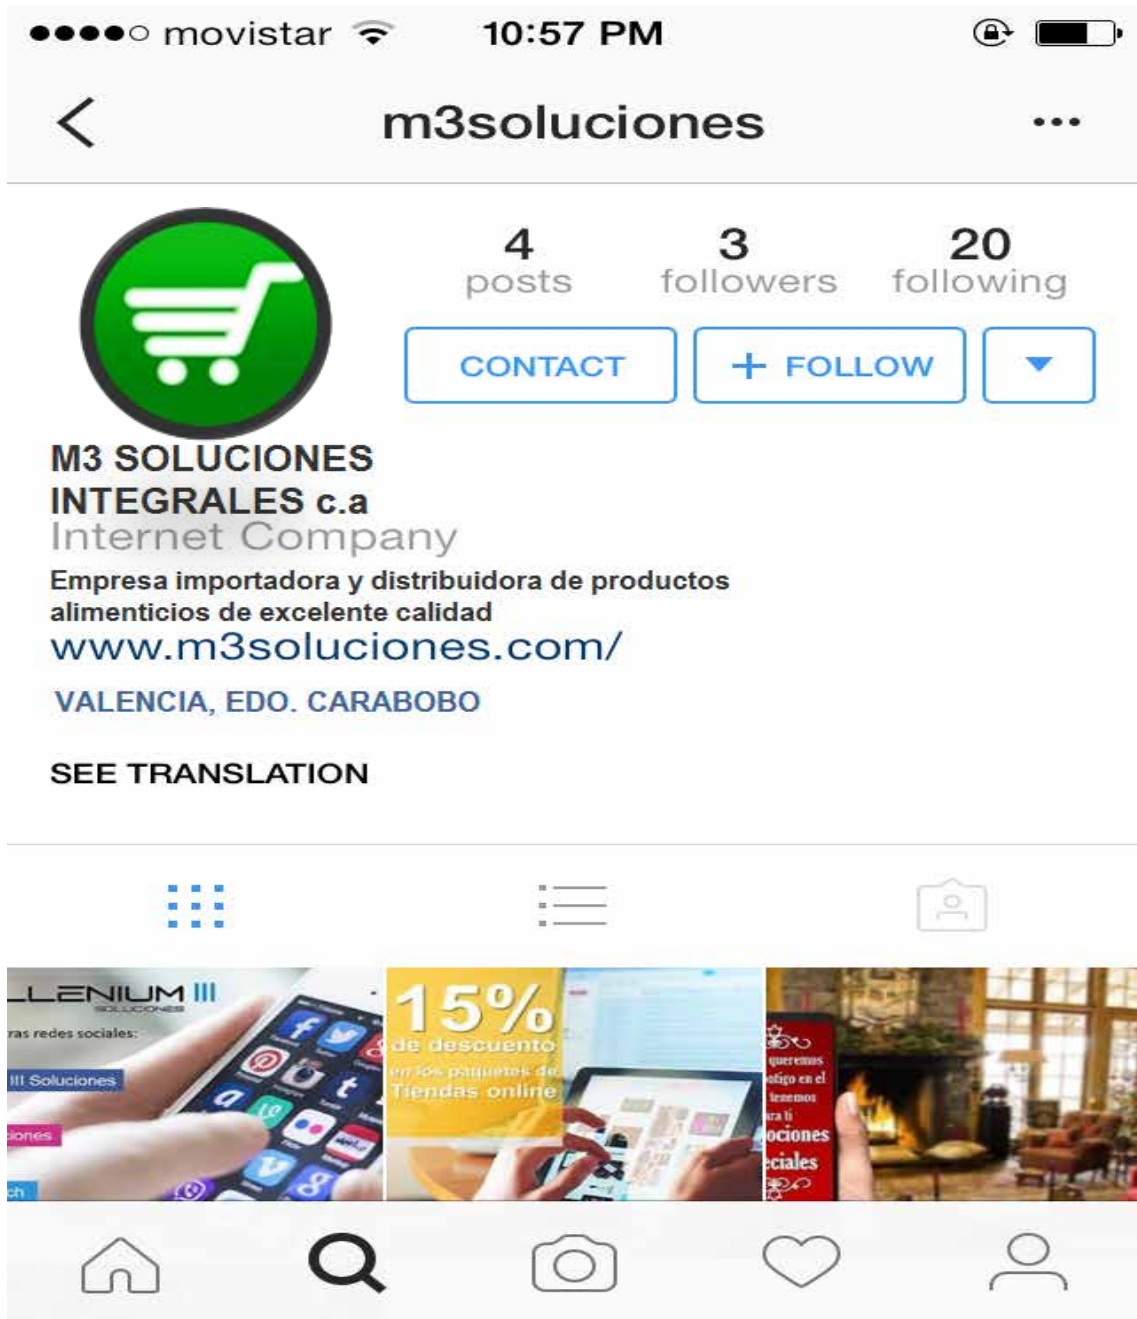 movistar 10:57 PM
m3soluciones
4 3 20
posts followers following
CONTACT + FOLLOW
M3 SOLUCIONES
INTEGRALES c.a
Internet Company
Empresa importadora y distribuidora de productos
alimenticios de excelente calidad
www.m3soluciones.com/
VALENCIA, EDO. CARABOBO
SEE TRANSLATION
LLENIUM III
SOLUCIONES
ras redes sociales:
III Soluciones
iones
ch
15%
de descuento
en los paquetes de
Tiendas online
queremos
ntigo en el
tenemos
ra ti
ociones
eciales